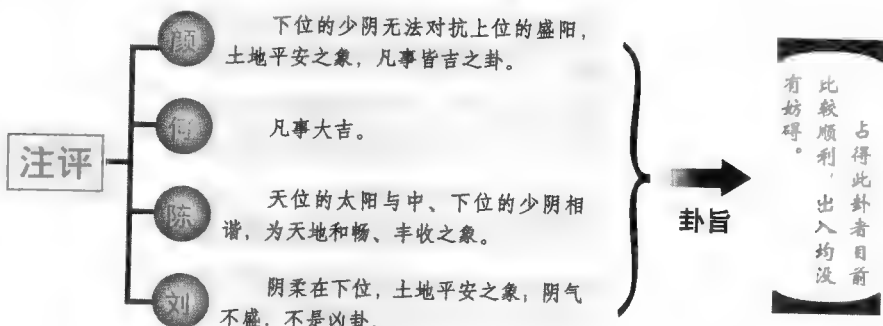 注评
颜
下位的少阴无法对抗上位的盛阳，
土地平安之象，凡事皆吉之卦。
何
凡事大吉。
陈
天位的太阳与中、下位的少阴相
谐，为天地和畅、丰收之象。
刘
阴柔在下位，土地平安之象；阴气
不盛，不是凶卦。
卦旨
占得此卦者目前
比较顺利，出入均没
有妨碍。